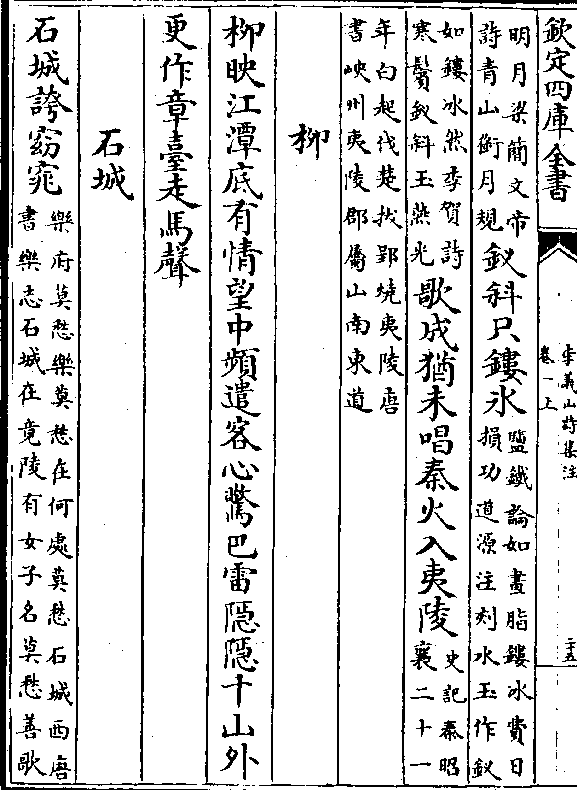 欽定四庫全書
李義山詩集注
卷一上
二十五
明月梁簡文帝
詩青山銜月規
釵斜只鏤冰
鹽鐵論如畫脂鏤冰費日
損功道源注刻水玉作釵
如鏤冰然李賀詩
寒鬢釵斜玉燕光
歌成猶未唱秦火入夷陵
史記秦昭
襄二十一
年白起伐楚拔郢燒夷陵唐
書峽州夷陵郡屬山南東道
柳
柳映江潭底有情望中頻遣客心驚巴雷隱隱千山外
更作章臺走馬聲
石城
石城誇窈窕
樂府莫愁樂莫愁在何處莫愁石城西唐
書樂志石城在竟陵有女子名莫愁善歌